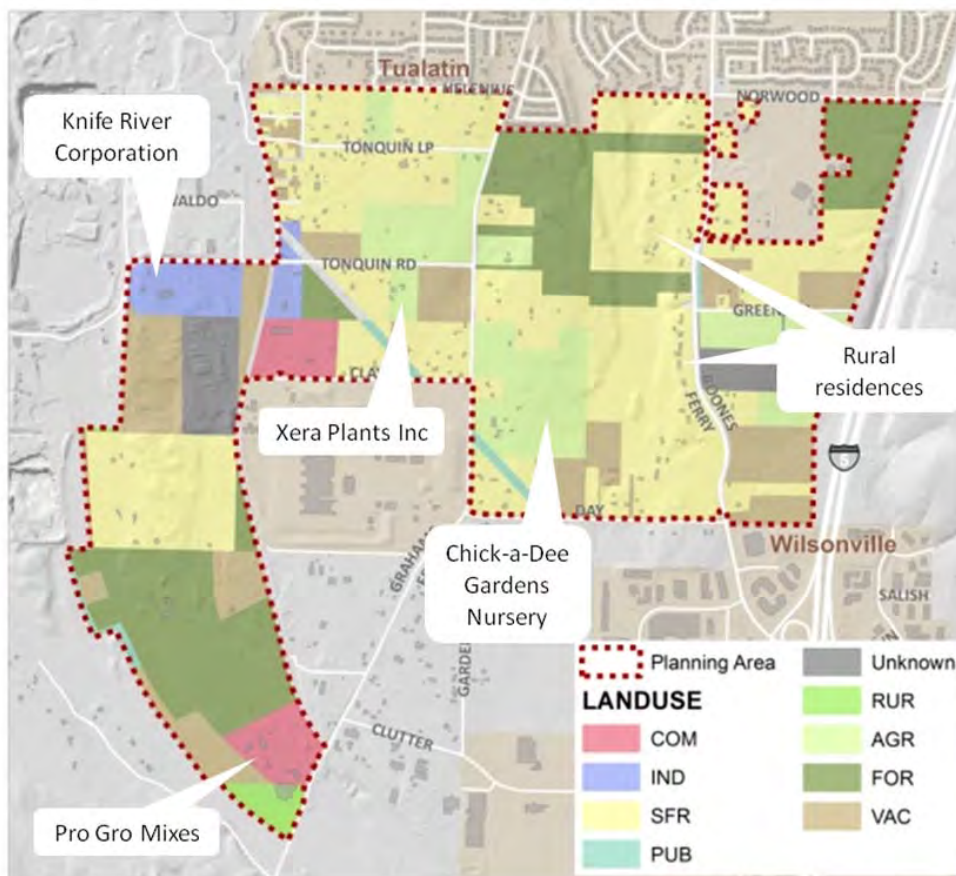 Tualatin
NORWOOD
Knife River
Corporation
TONQUIN LP
TONQUIN RD
GREEN
Rural
residences
BOONES
FERRY
CLAY
Xera Plants Inc
5
DAY
Wilsonville
GRAHAM
Chick-a-Dee
Gardens
Nursery
SALISH
GARDEN
CLUTTER
Pro Gro Mixes
Planning Area
LANDUSE
COM
IND
SFR
PUB
Unknown
RUR
AGR
FOR
VAC